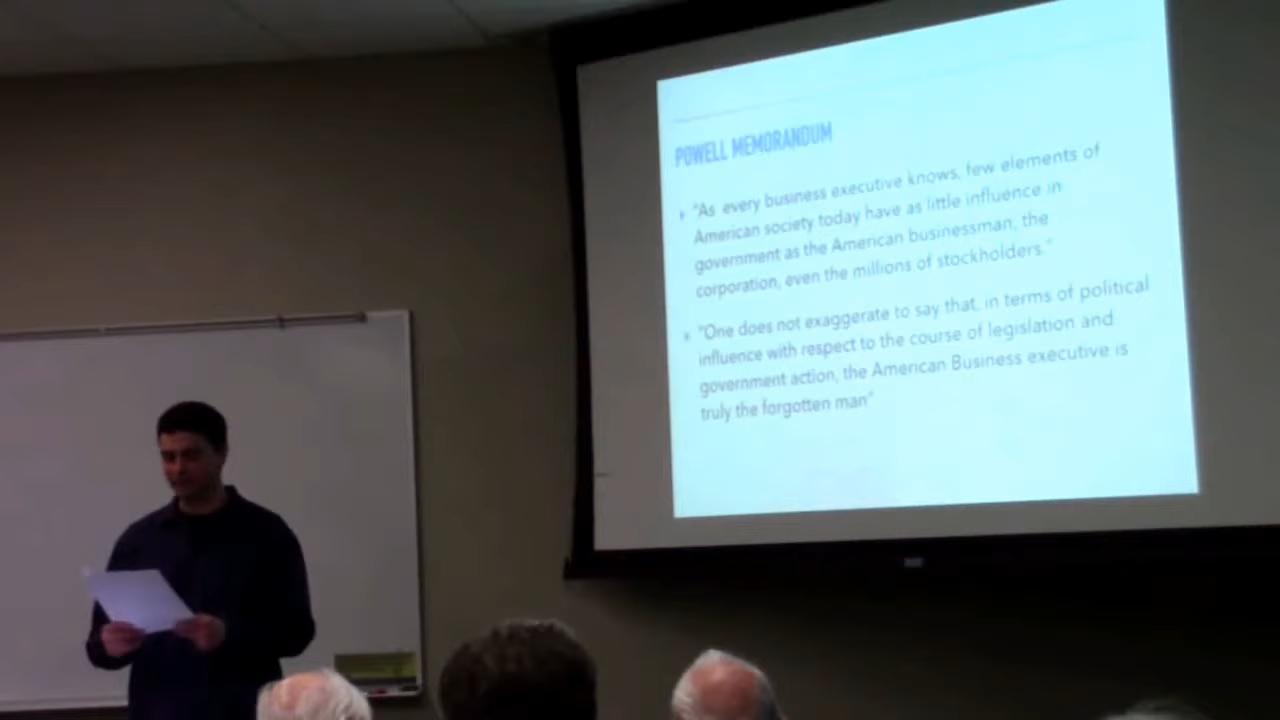 POWELL MEMORANDUM
"As every business executive knows, few elements of
American society today have as little influence in
government as the American businessman, the
corporation, even the millions of stockholders."
"One does not exaggerate to say that, in terms of political
influence with respect to the course of legislation and
government action, the American Business executive is
truly the forgotten man"